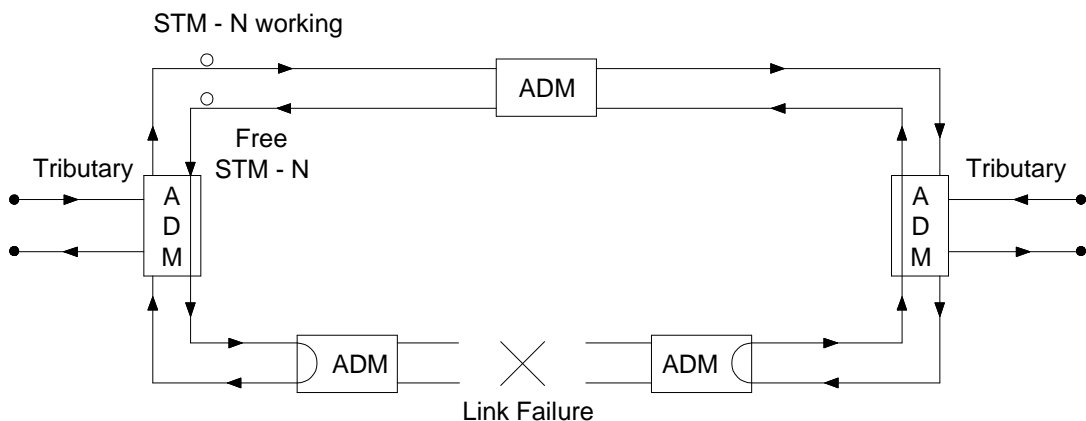 STM - N working
ADM
Free
STM - N
Tributary
A
D
M
Tributary
A
D
M
ADM
ADM
Link Failure